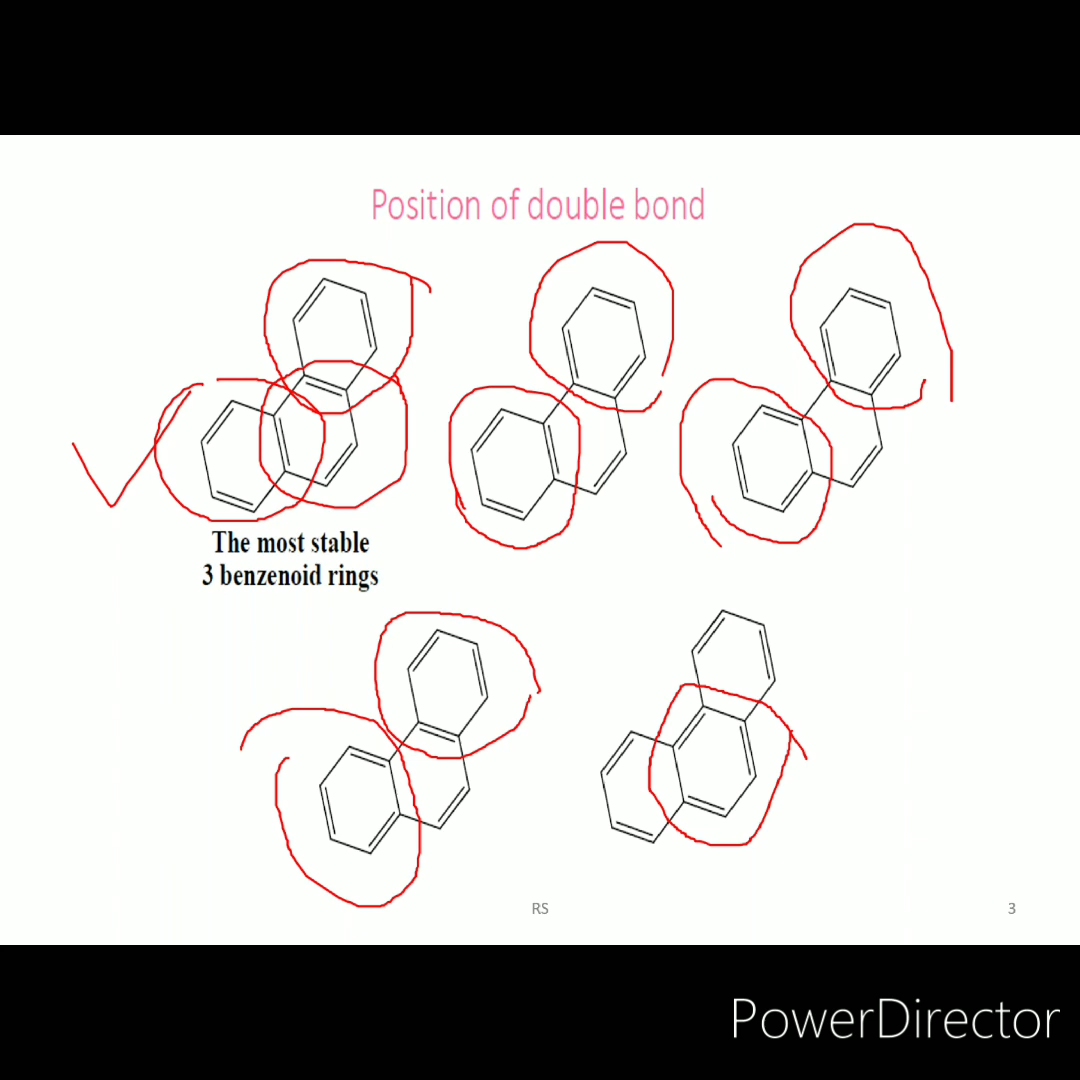 Position of double bond
The most stable
3 benzenoid rings
RS
3
PowerDirector